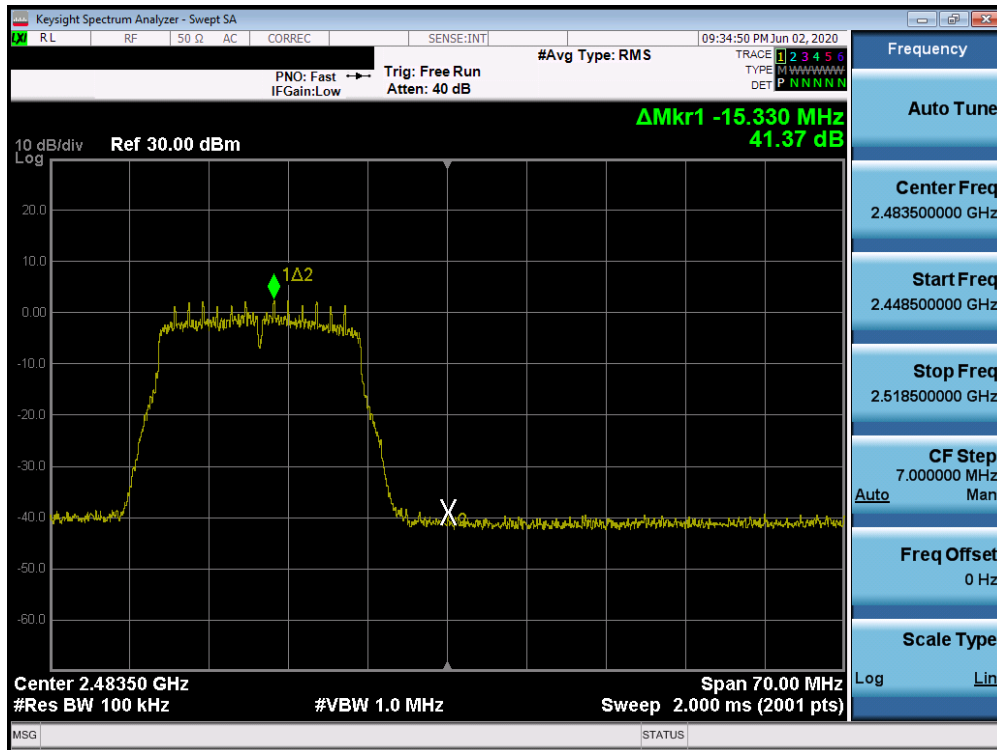 Keysight Spectrum Analyzer - Swept SA
LXI RL RF 50 Ω AC CORREC SENSE:INT 09:34:50 PM Jun 02, 2020
#Avg Type: RMS
TRACE 1 2 3 4 5 6
TYPE M WWWWW
DET P N N N N N
PNO: Fast
IFGain:Low
Trig: Free Run
Atten: 40 dB
ΔMkr1 -15.330 MHz
41.37 dB
10 dB/div Ref 30.00 dBm
Log
20.0
10.0
0.00
-10.0
-20.0
-30.0
-40.0
-50.0
-60.0
1Δ2
X
Center 2.48350 GHz Span 70.00 MHz
#Res BW 100 kHz #VBW 1.0 MHz Sweep 2.000 ms (2001 pts)
MSG STATUS
Frequency
Auto Tune
Center Freq
2.483500000 GHz
Start Freq
2.448500000 GHz
Stop Freq
2.518500000 GHz
CF Step
7.000000 MHz
Auto Man
Freq Offset
0 Hz
Scale Type
Log Lin